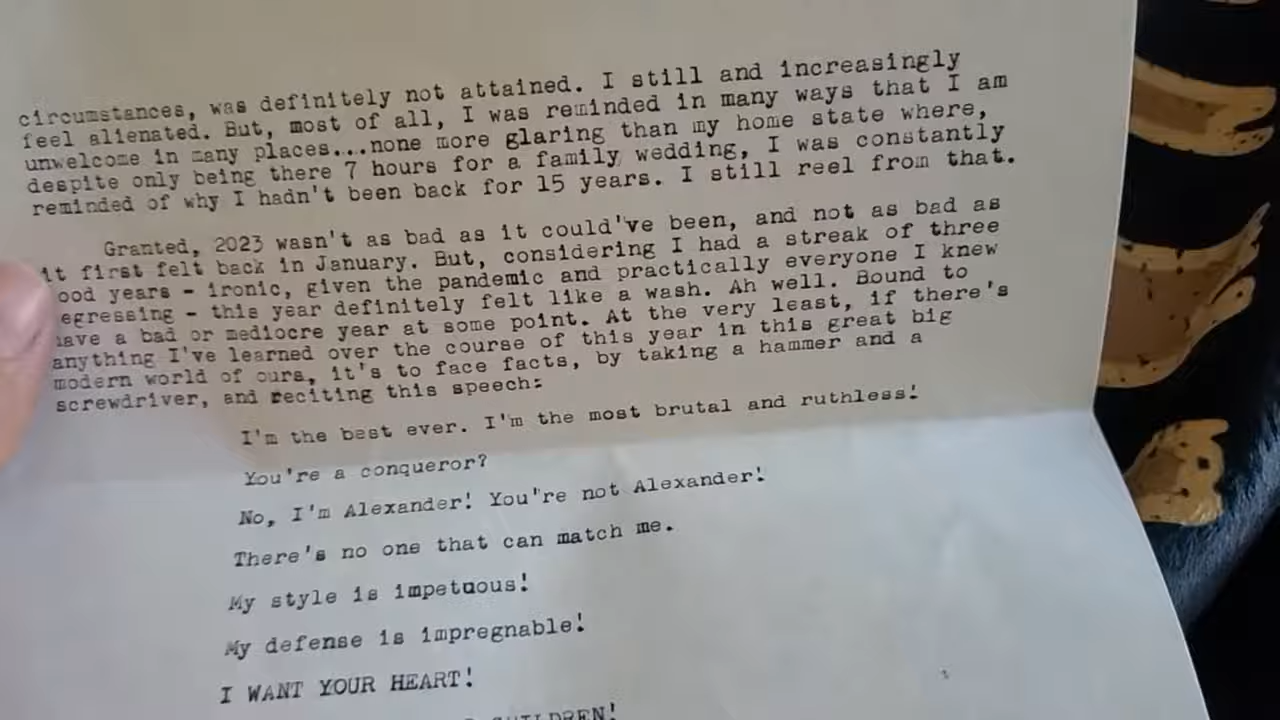 circumstances, was definitely not attained. I still and increasingly
feel alienated. But, most of all, I was reminded in many ways that I am
unwelcome in many places...none more glaring than my home state where,
despite only being there 7 hours for a family wedding, I was constantly
reminded of why I hadn't been back for 15 years. I still reel from that.
Granted, 2023 wasn't as bad as it could've been, and not as bad as
it first felt back in January. But, considering I had a streak of three
ood years - ironic, given the pandemic and practically everyone I knew
egressing - this year definitely felt like a wash. Ah well. Bound to
have a bad or mediocre year at some point. At the very least, if there's
anything I've learned over the course of this year in this great big
modern world of ours, it's to face facts, by taking a hammer and a
screwdriver, and reciting this speech:
I'm the best ever. I'm the most brutal and ruthless!
You're a conqueror?
No, I'm Alexander! You're not Alexander!
There's no one that can match me.
My style is impetuous!
My defense is impregnable!
I WANT YOUR HEART!
CHILDREN!